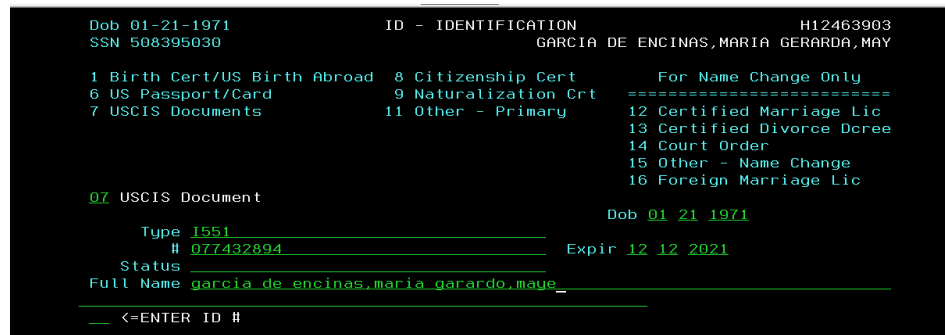 Dob 01-21-1971 ID - IDENTIFICATION H12463903
SSN 508395030 GARCIA DE ENCINAS,MARIA GERARDA,MAY
1 Birth Cert/US Birth Abroad 8 Citizenship Cert For Name Change Only
6 US Passport/Card 9 Naturalization Crt ==========================
7 USCIS Documents 11 Other - Primary 12 Certified Marriage Lic
13 Certified Divorce Dcree
14 Court Order
15 Other - Name Change
16 Foreign Marriage Lic
07 USCIS Document
Dob 01 21 1971
Type I551
# 077432894 Expir 12 12 2021
Status
Full Name garcia de encinas,maria garardo,maye
<=ENTER ID #